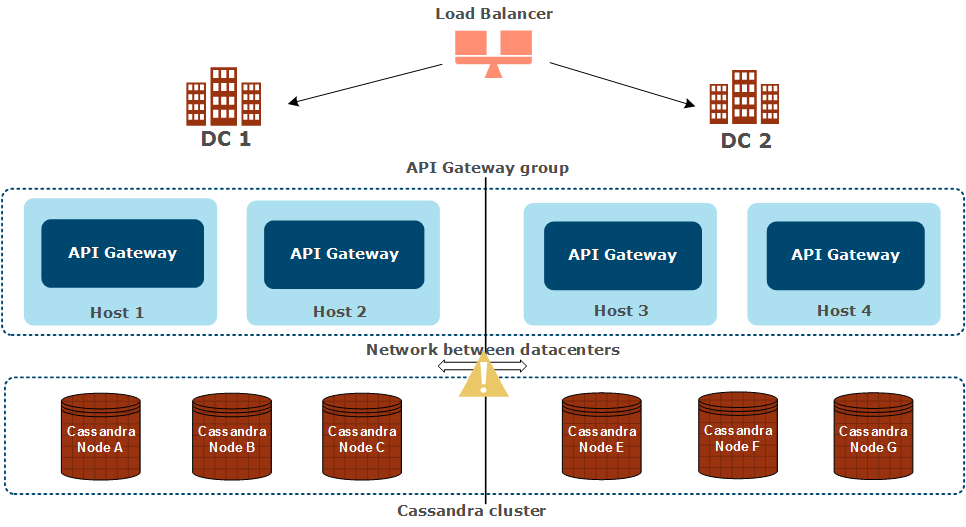 Load Balancer
DC 1
DC 2
API Gateway group
API Gateway
Host 1
API Gateway
Host 2
API Gateway
Host 3
API Gateway
Host 4
Network between datacenters
!
Cassandra
Node A
Cassandra
Node B
Cassandra
Node C
Cassandra
Node E
Cassandra
Node F
Cassandra
Node G
Cassandra cluster